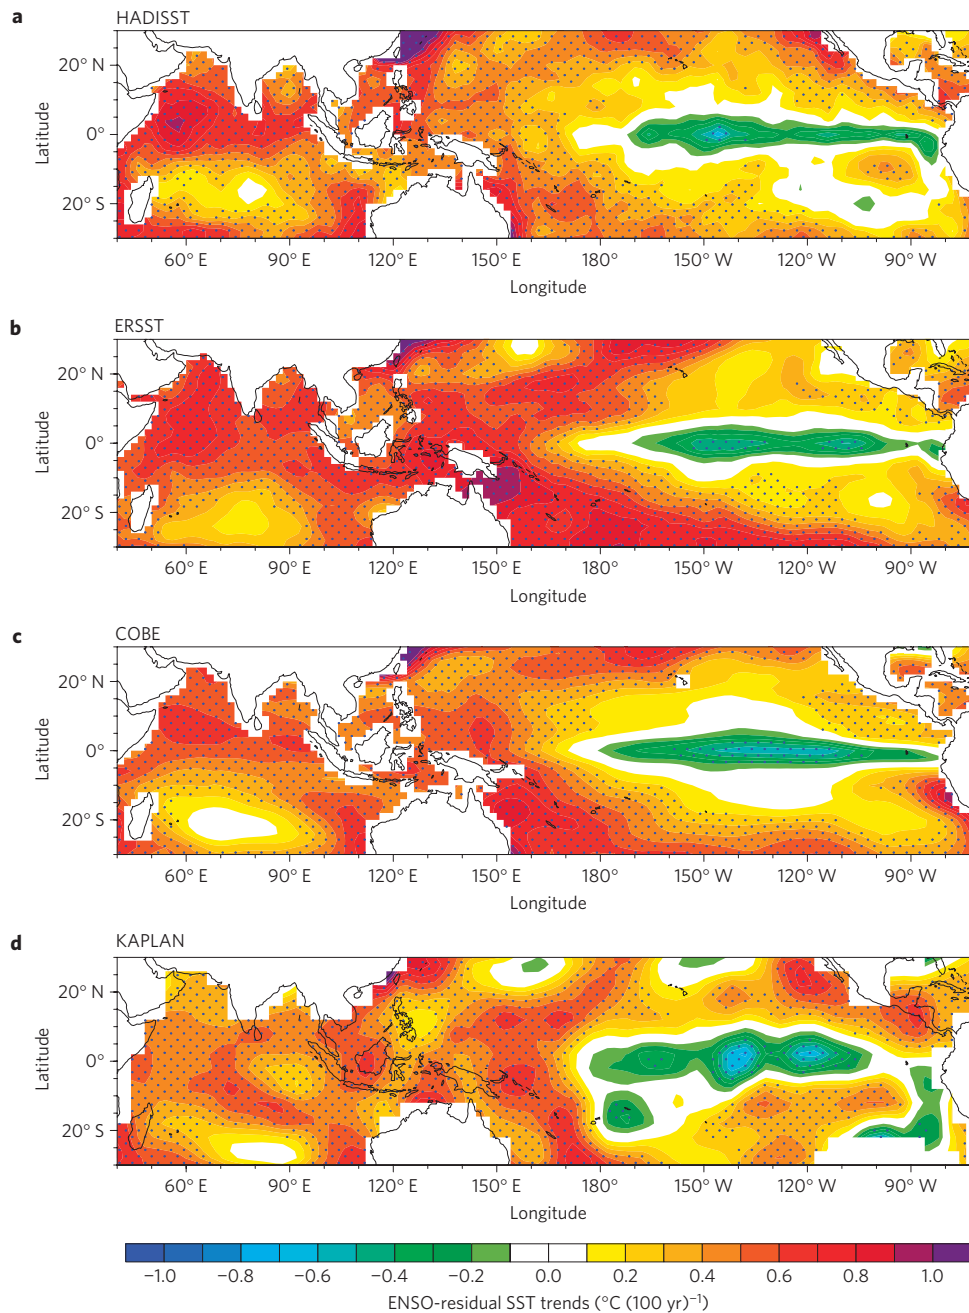 a HADISST
20° N
0°
20° S
Latitude
60° E 90° E 120° E 150° E 180° 150° W 120° W 90° W
Longitude
b ERSST
20° N
0°
20° S
Latitude
60° E 90° E 120° E 150° E 180° 150° W 120° W 90° W
Longitude
c COBE
20° N
0°
20° S
Latitude
60° E 90° E 120° E 150° E 180° 150° W 120° W 90° W
Longitude
d KAPLAN
20° N
0°
20° S
Latitude
60° E 90° E 120° E 150° E 180° 150° W 120° W 90° W
Longitude
−1.0 −0.8 −0.6 −0.4 −0.2 0.0 0.2 0.4 0.6 0.8 1.0
ENSO-residual SST trends (°C (100 yr)⁻¹)